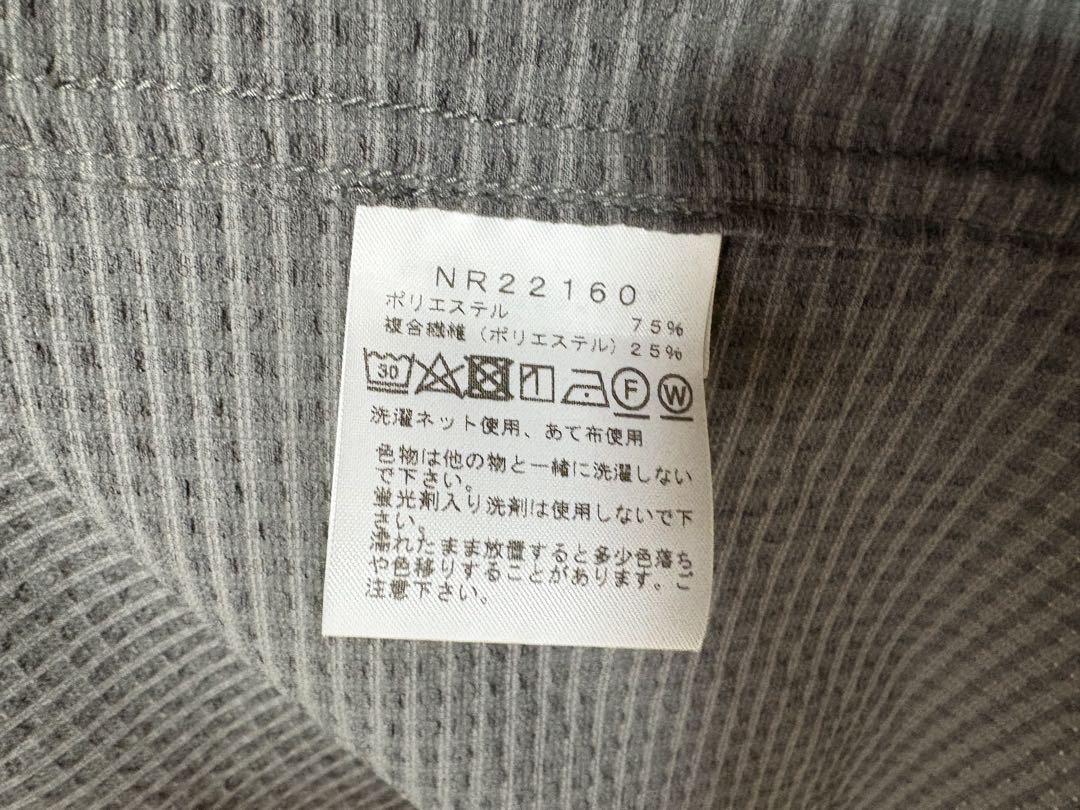 NR22160
ポリエステル 75%
複合繊維(ポリエステル)25%
30 F W
洗濯ネット使用、あて布使用
色物は他の物と一緒に洗濯しない
で下さい。
蛍光剤入り洗剤は使用しないで下
さい。
濡れたまま放置すると多少色落ち
や色移りすることがあります。ご
注意下さい。